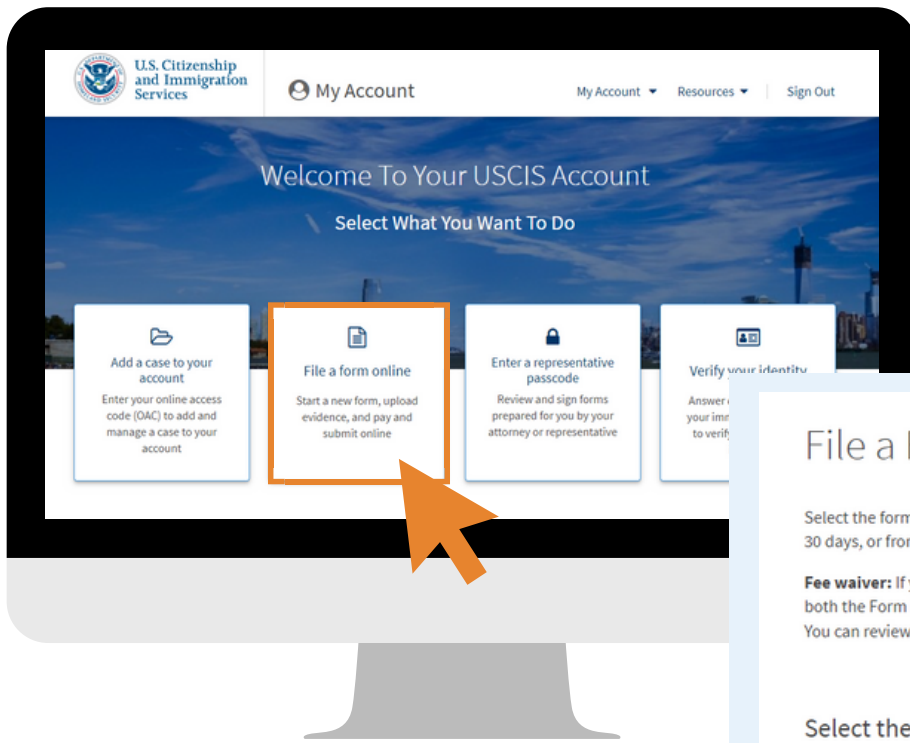 U.S. Citizenship
and Immigration
Services
My Account
My Account
Resources
Sign Out
Welcome To Your USCIS Account
Select What You Want To Do
Add a case to your
account
Enter your online access
code (OAC) to add and
manage a case to your
account
File a form online
Start a new form, upload
evidence, and pay and
submit online
Enter a representative
passcode
Review and sign forms
prepared for you by your
attorney or representative
Verify your identity
Answer
your
to
File a
Select the form
30 days, or
Fee waiver: If
both the Form
You can review
Select the